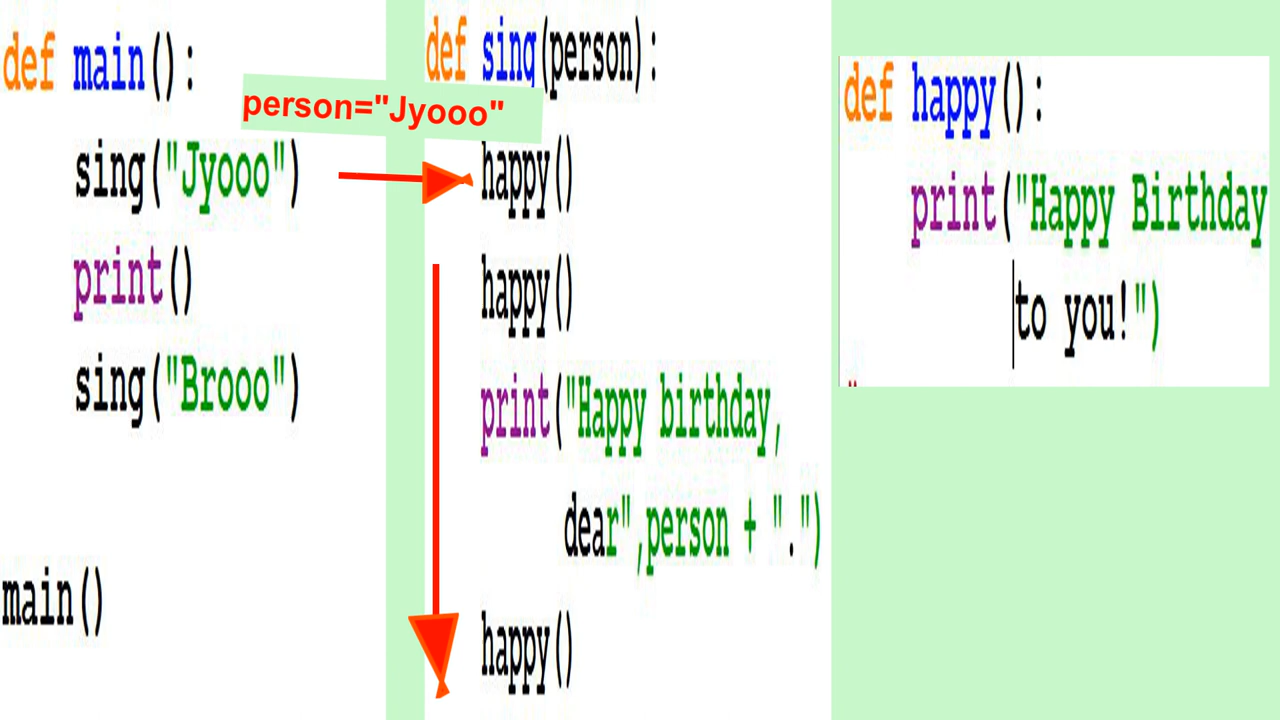 def main():
sing("Jyooo")
print()
sing("Brooo")
main()
person="Jyooo"
def sing(person):
happy()
happy()
print("Happy birthday,
dear",person + ".")
happy()
def happy():
print("Happy Birthday
to you!")